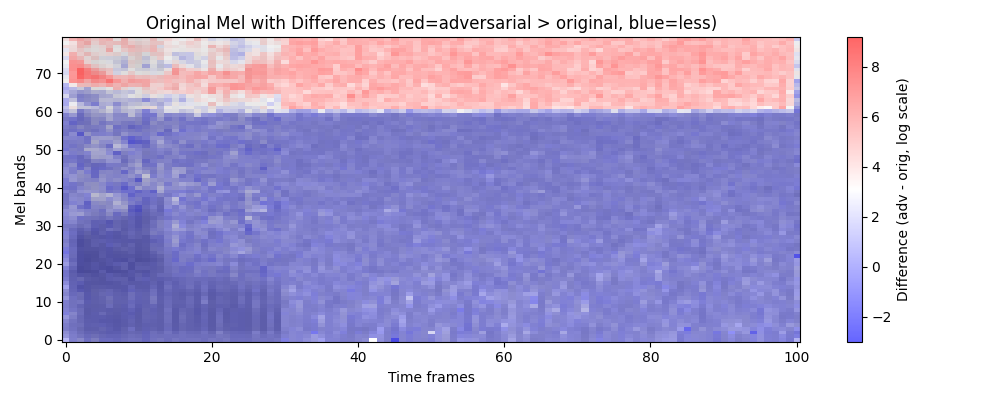 Original Mel with Differences (red=adversarial > original, blue=less)
Mel bands
70
60
50
40
30
20
10
0
0 20 40 60 80 100
Time frames
8
6
4
2
0
−2
Difference (adv - orig, log scale)